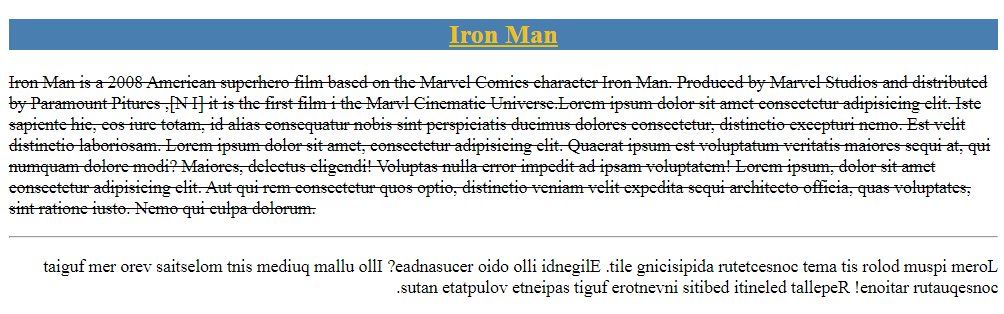 Iron Man
Iron Man is a 2008 American superhero film based on the Marvel Comics character Iron Man. Produced by Marvel Studios and distributed
by Paramount Pitures ,[N I] it is the first film i the Marvl Cinematic Universe.Lorem ipsum dolor sit amet consectetur adipisicing elit. Iste
sapiente hic, eos iure totam, id alias consequatur nobis sint perspiciatis ducimus dolores consectetur, distinctio excepturi nemo. Est velit
distinctio laboriosam. Lorem ipsum dolor sit amet, consectetur adipisicing elit. Quaerat ipsum est voluptatum veritatis maiores sequi at, qui
numquam dolore modi? Maiores, delectus eligendi! Voluptas nulla error impedit ad ipsam voluptatem! Lorem ipsum, dolor sit amet
consectetur adipisicing elit. Aut qui rem consectetur quos optio, distinctio veniam velit expedita sequi architecto officia, quas voluptates,
sint ratione iusto. Nemo qui culpa dolorum.
taiguf mer orev saitselom tnis mediuq mallu ollI ?eadnasucer oido illo idnegilE .tile gnicisipida rutetcesnoc tema tis rolod muspi meroL
.sutan etatpulov etneipas tiguf erotnevni sitibed itineled tallepeR !enoitar rutauqesnoc